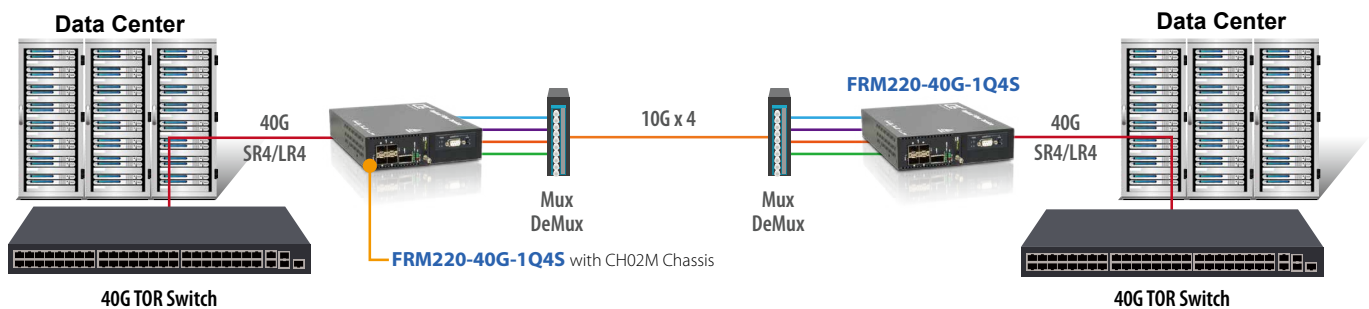 Data Center
Data Center
FRM220-40G-1Q4S
40G
SR4/LR4
10G x 4
40G
SR4/LR4
Mux
DeMux
Mux
DeMux
FRM220-40G-1Q4S with CH02M Chassis
40G TOR Switch
40G TOR Switch